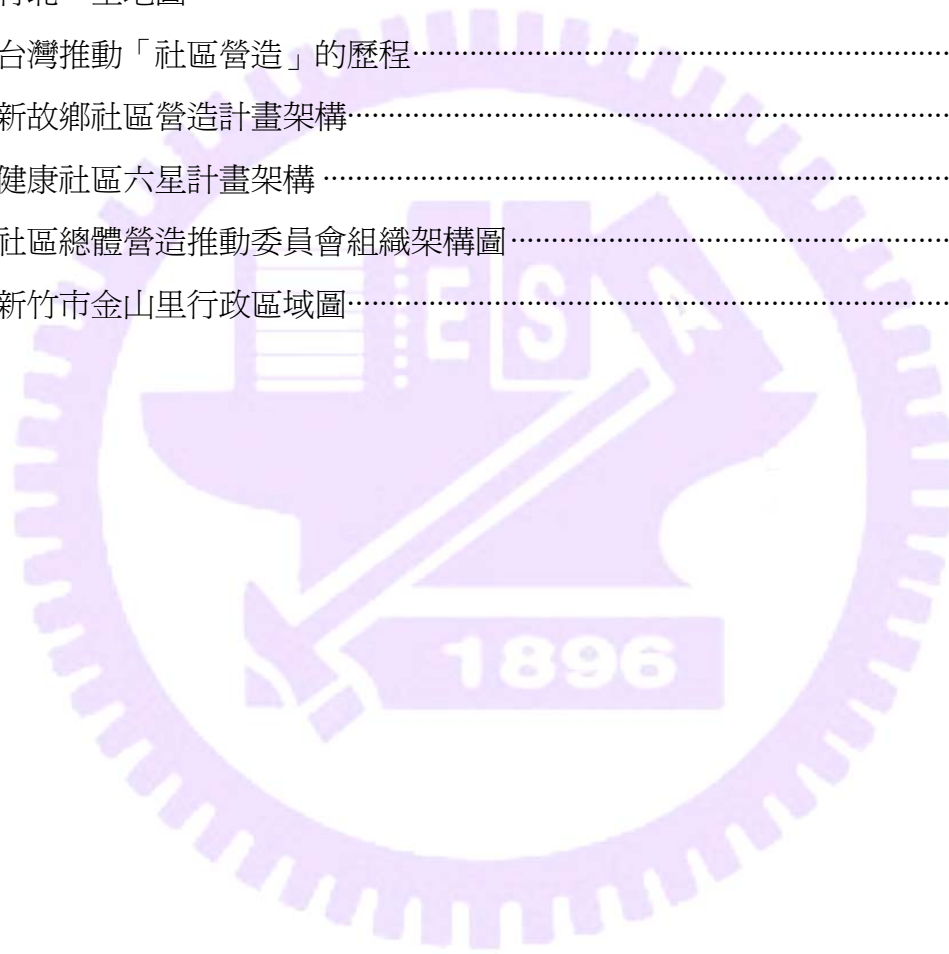 台灣推動「社區營造」的歷程⋯⋯⋯⋯⋯⋯⋯⋯⋯⋯⋯⋯⋯⋯⋯⋯⋯⋯
新故鄉社區營造計畫架構⋯⋯⋯⋯⋯⋯⋯⋯⋯⋯⋯⋯⋯⋯⋯⋯⋯⋯⋯⋯
健康社區六星計畫架構⋯⋯⋯⋯⋯⋯⋯⋯⋯⋯⋯⋯⋯⋯⋯⋯⋯⋯⋯⋯⋯
社區總體營造推動委員會組織架構圖⋯⋯⋯⋯⋯⋯⋯⋯⋯⋯⋯⋯⋯⋯
新竹市金山里行政區域圖⋯⋯⋯⋯⋯⋯⋯⋯⋯⋯⋯⋯⋯⋯⋯⋯⋯⋯⋯⋯
ESA
1896